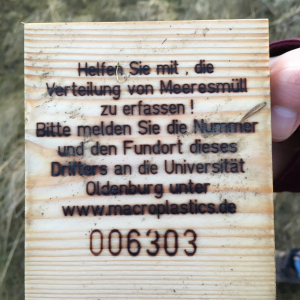 Helfen Sie mit , die
Verteilung von Meeresmüll
zu erfassen !
Bitte melden Sie die Nummer
und den Fundort dieses
Drifters an die Universität
Oldenburg unter
www.macroplastics.de
006303